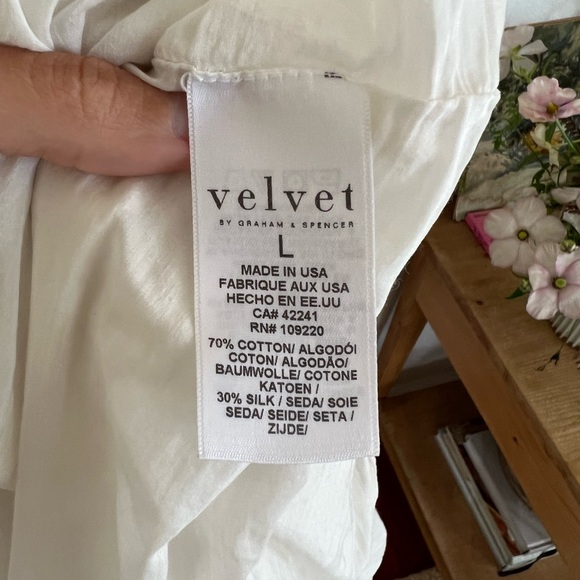 velvet
BY GRAHAM & SPENCER
L
MADE IN USA
FABRIQUE AUX USA
HECHO EN EE.UU
CA# 42241
RN# 109220
70% COTTON/ ALGODÓI
COTON/ ALGODÃO/
BAUMWOLLE/ COTONE
KATOEN /
30% SILK / SEDA/ SOIE
SEDA/ SEIDE/ SETA /
ZIJDE/